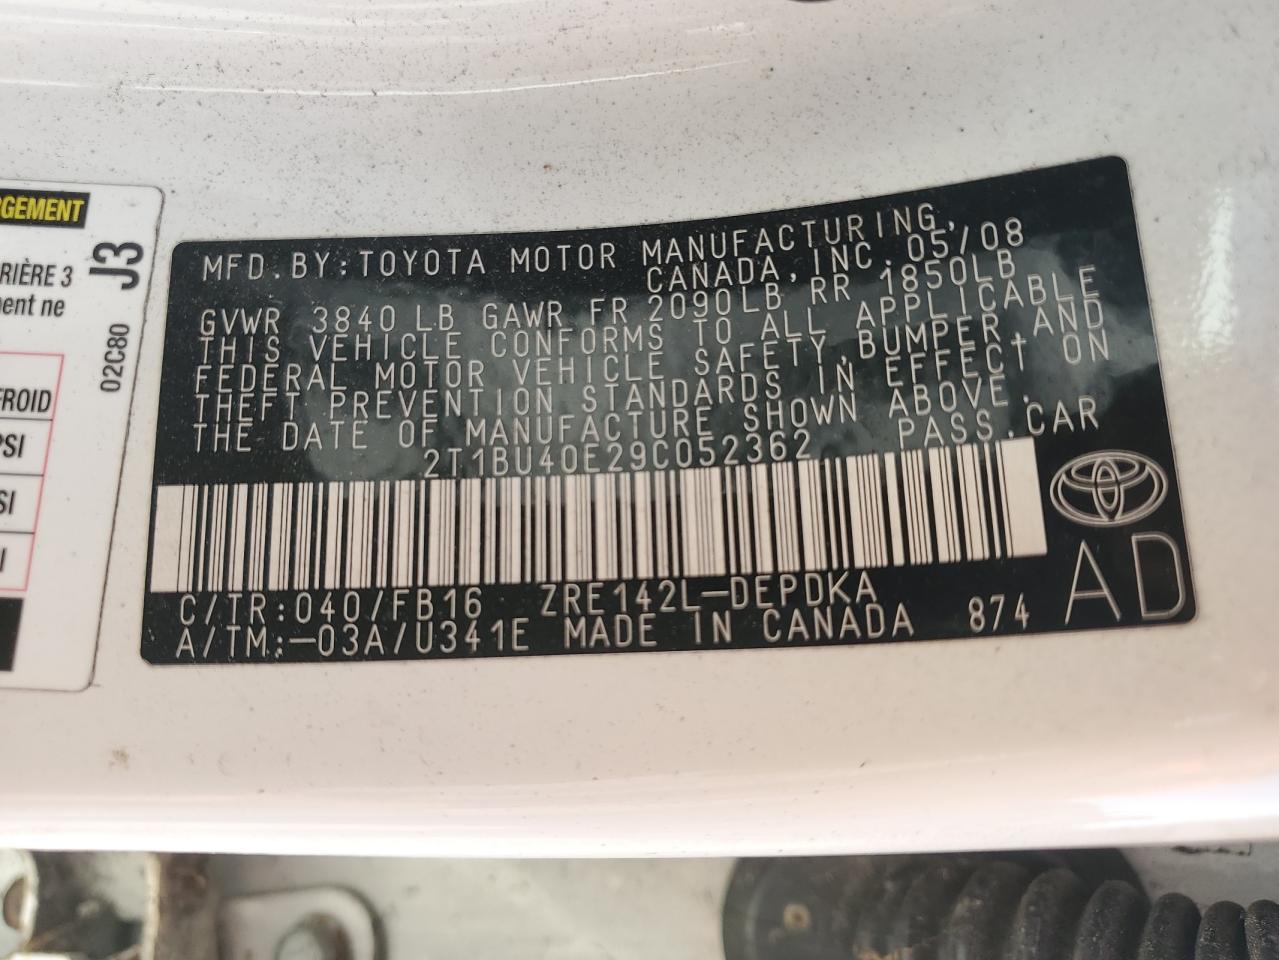 RGEMENT
RIÈRE 3
ment ne
FROID
PSI
SI
I
J3
02C80
MFD.BY:TOYOTA MOTOR MANUFACTURING,
CANADA, INC. 05/08
GVWR 3840 LB GAWR FR 2090LB RR 1850LB
THIS VEHICLE CONFORMS TO ALL APPLICABLE
FEDERAL MOTOR VEHICLE SAFETY, BUMPER, AND
THEFT PREVENTION STANDARDS IN EFFECT ON
THE DATE OF MANUFACTURE SHOWN ABOVE.
2T1BU40E29C052362 PASS.CAR
C/TR:040/FB16 ZRE142L-DEPDKA
A/TM:-03A/U341E MADE IN CANADA 874
AD